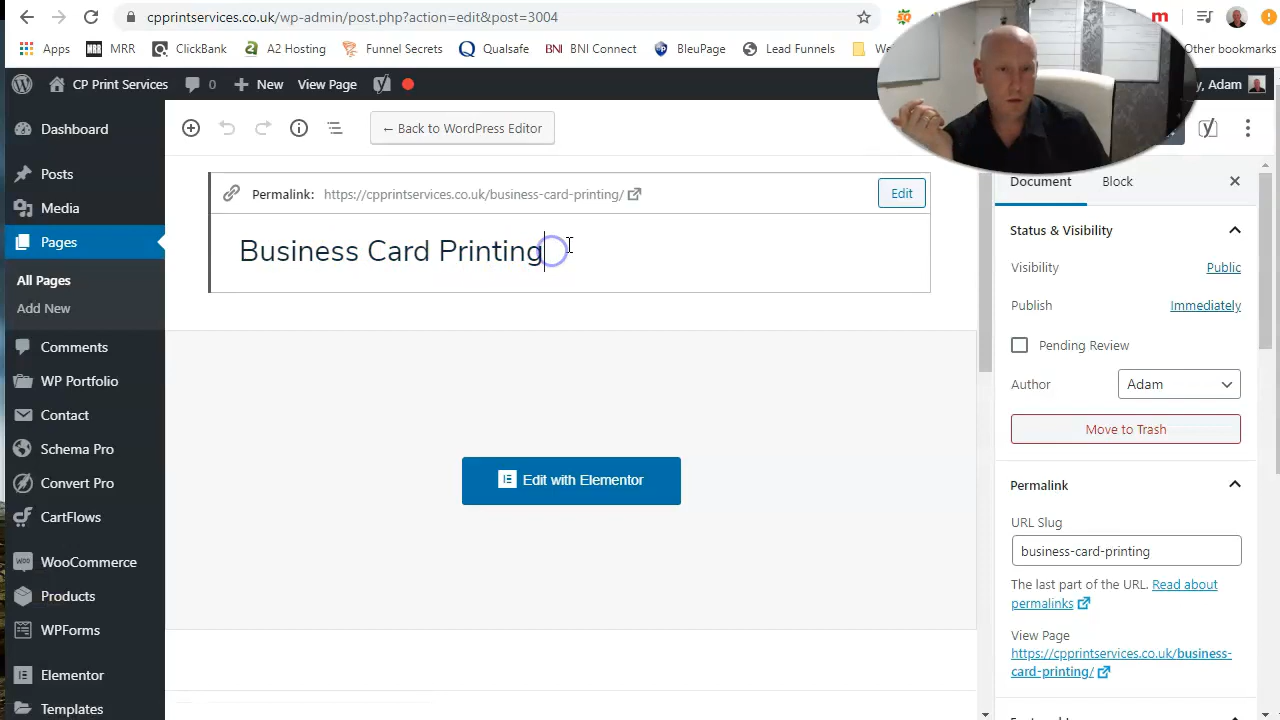 cpprintservices.co.uk/wp-admin/post.php?action=edit&post=3004
Apps MRR ClickBank A2 Hosting Funnel Secrets Qualsafe BNI BNI Connect BleuPage Lead Funnels Other bookmarks
CP Print Services 0 New View Page , Adam
Dashboard
Posts
Media
Pages
All Pages
Add New
Comments
WP Portfolio
Contact
Schema Pro
Convert Pro
CartFlows
WooCommerce
Products
WPForms
Elementor
Templates
← Back to WordPress Editor
Permalink: https://cpprintservices.co.uk/business-card-printing/ Edit
Business Card Printing
Edit with Elementor
Document Block
Status & Visibility
Visibility Public
Publish Immediately
Pending Review
Author Adam
Move to Trash
Permalink
URL Slug
business-card-printing
The last part of the URL. Read about
permalinks
View Page
https://cpprintservices.co.uk/business-
card-printing/